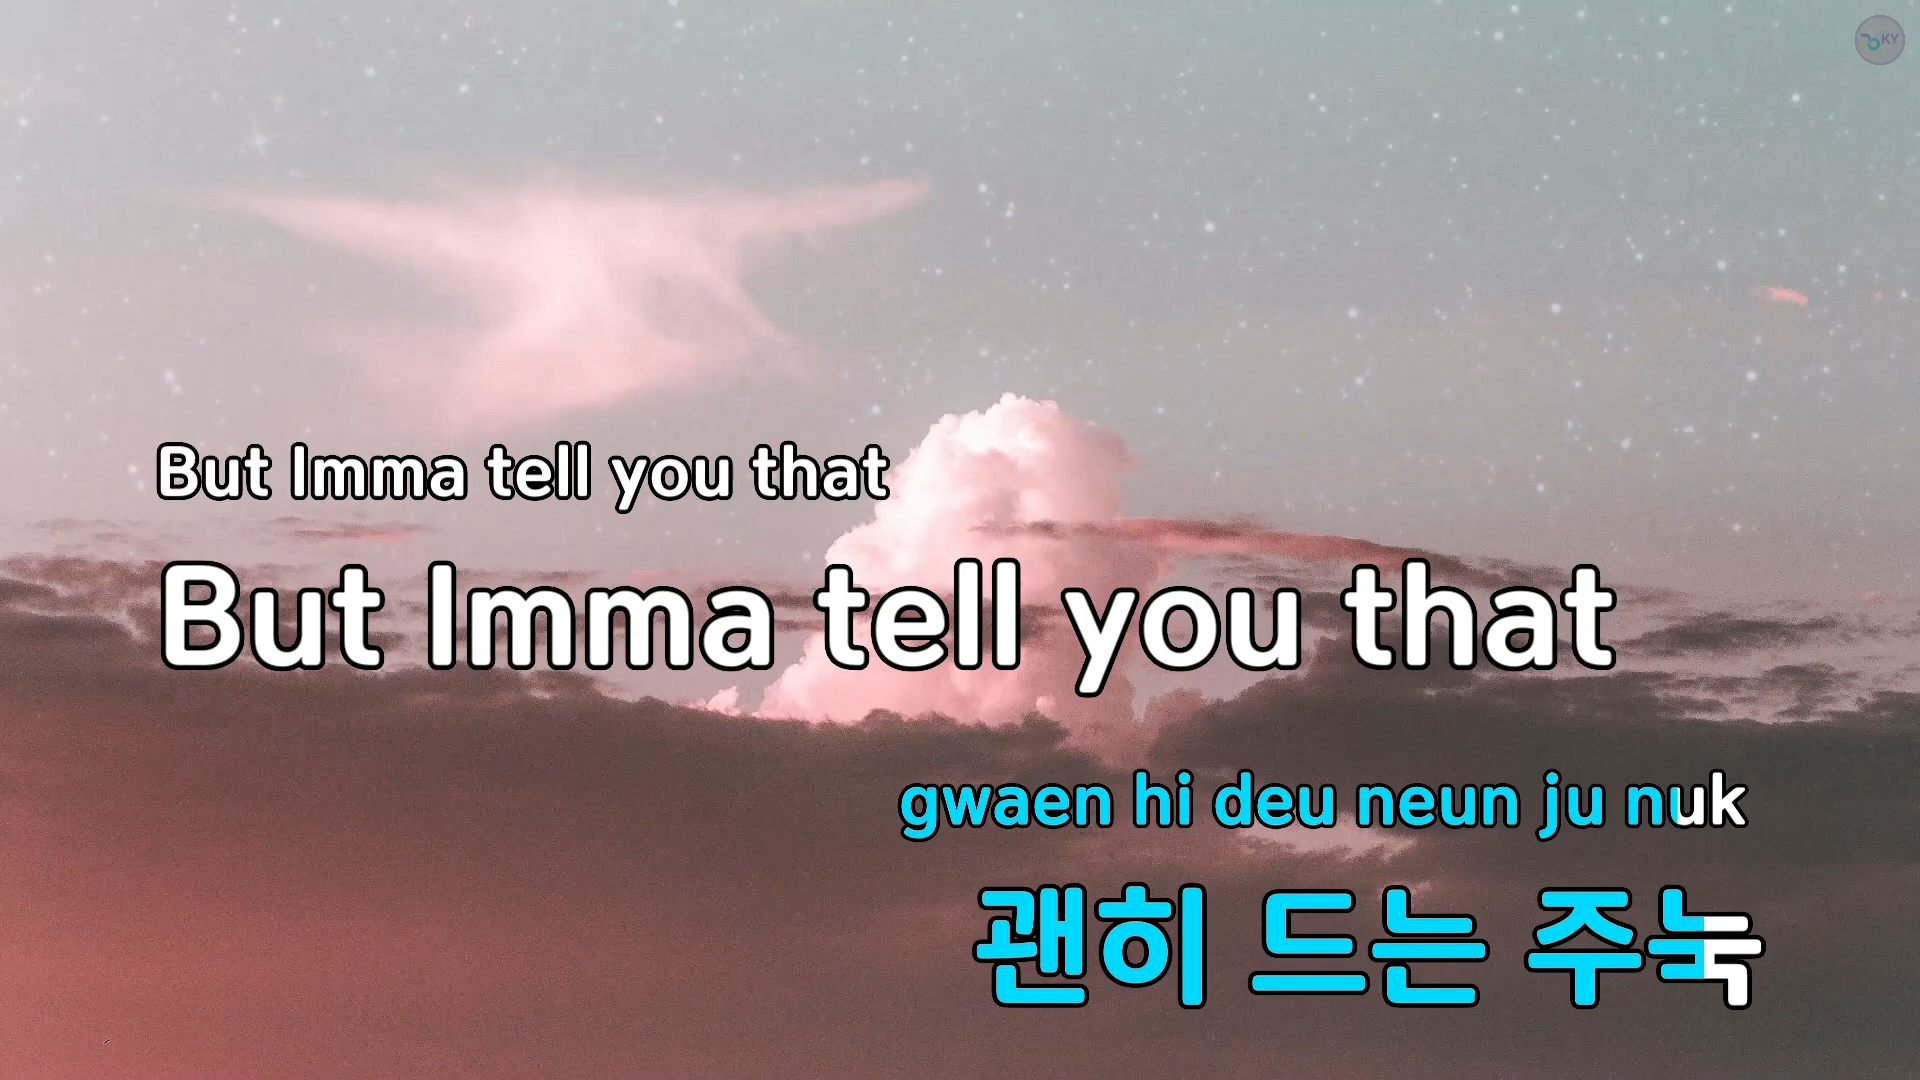 KY
But Imma tell you that
But Imma tell you that
gwaen hi deu neun ju nuk
괜히 드는 주눅